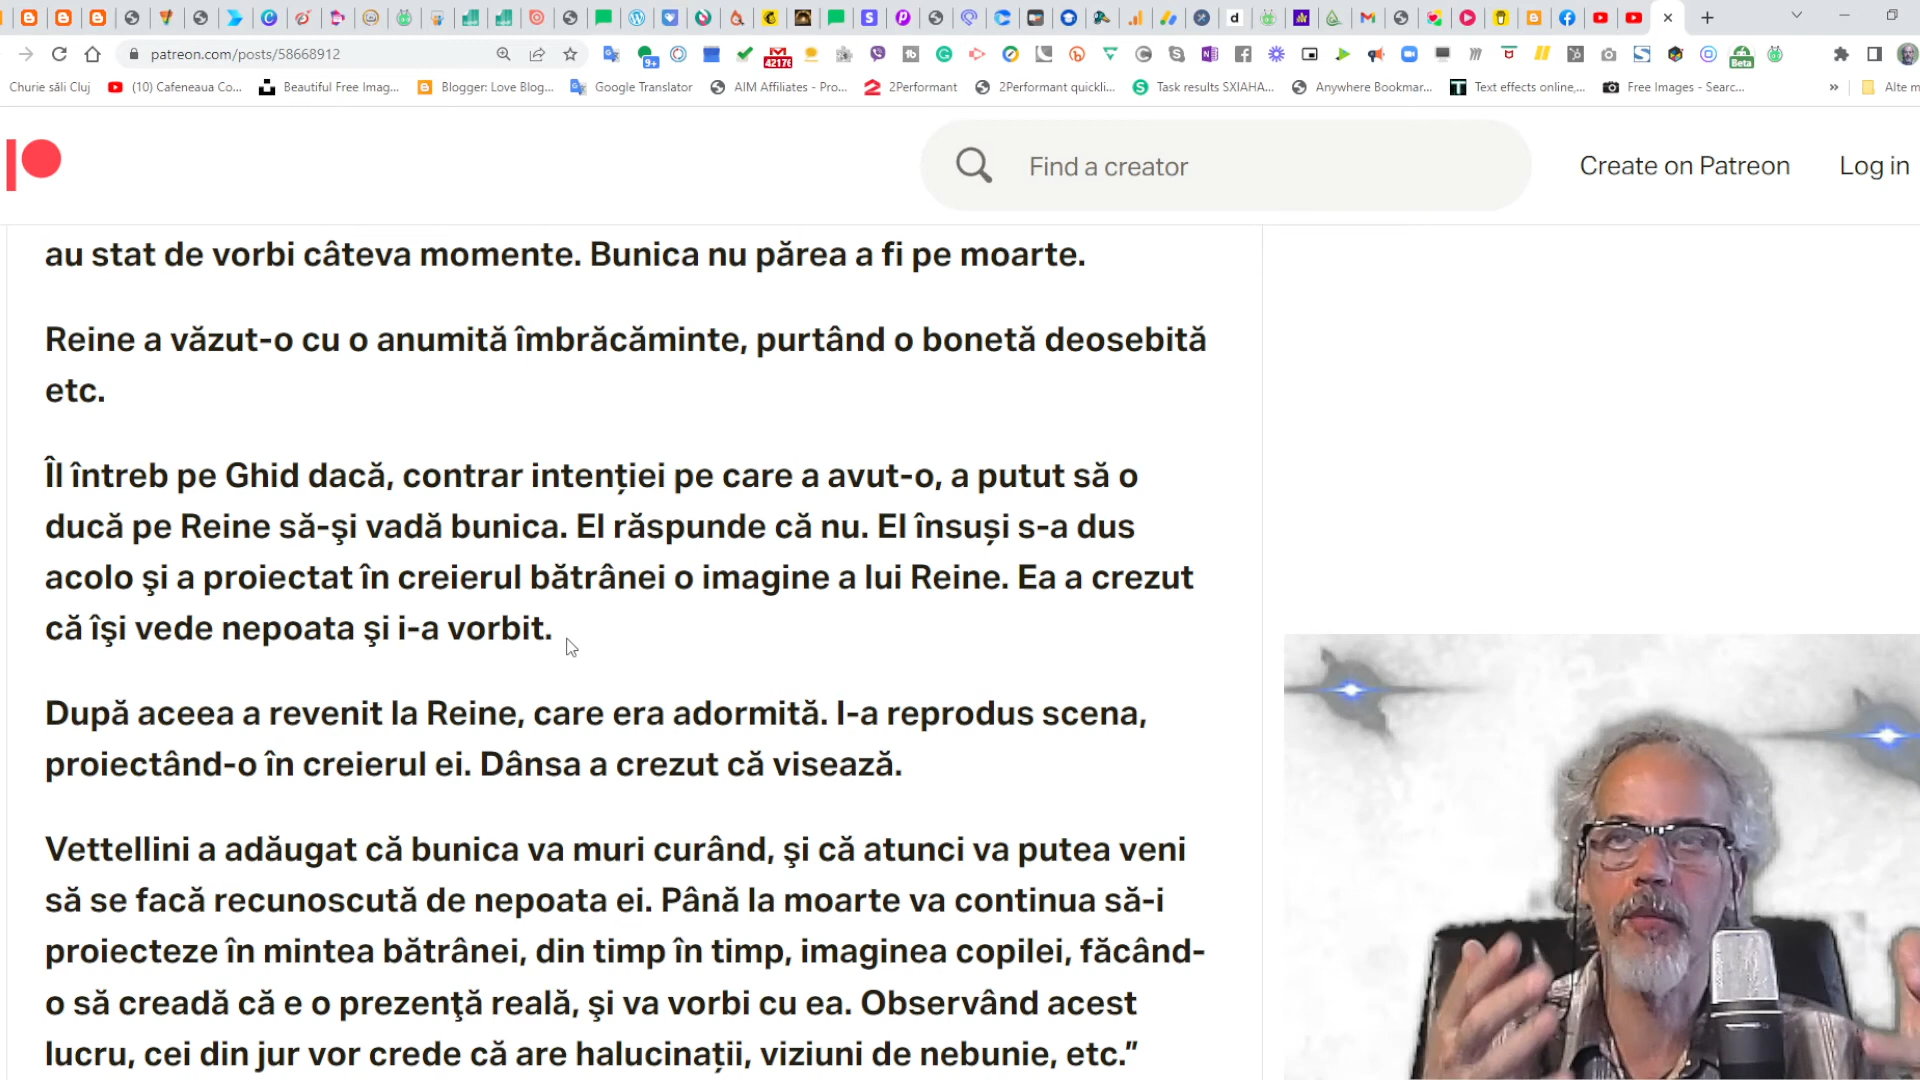 patreon.com/posts/58668912
9+
42176
Beta
Churie săli Cluj
(10) Cafeneaua Co...
Beautiful Free Imag...
Blogger: Love Blog...
Google Translator
AIM Affiliates - Pro...
2Performant
2Performant quickli...
Task results SXIAHA...
Anywhere Bookmar...
Text effects online,...
Free Images - Searc...
»
Alte m
Find a creator
Create on Patreon
Log in
au stat de vorbi câteva momente. Bunica nu părea a fi pe moarte.
Reine a văzut-o cu o anumită îmbrăcăminte, purtând o bonetă deosebită
etc.
Îl întreb pe Ghid dacă, contrar intenției pe care a avut-o, a putut să o
ducă pe Reine să-şi vadă bunica. El răspunde că nu. El însuși s-a dus
acolo şi a proiectat în creierul bătrânei o imagine a lui Reine. Ea a crezut
că îşi vede nepoata şi i-a vorbit.
După aceea a revenit la Reine, care era adormită. I-a reprodus scena,
proiectând-o în creierul ei. Dânsa a crezut că visează.
Vettellini a adăugat că bunica va muri curând, şi că atunci va putea veni
să se facă recunoscută de nepoata ei. Până la moarte va continua să-i
proiecteze în mintea bătrânei, din timp în timp, imaginea copilei, făcând-
o să creadă că e o prezenţă reală, şi va vorbi cu ea. Observând acest
lucru, cei din jur vor crede că are halucinații, viziuni de nebunie, etc.”